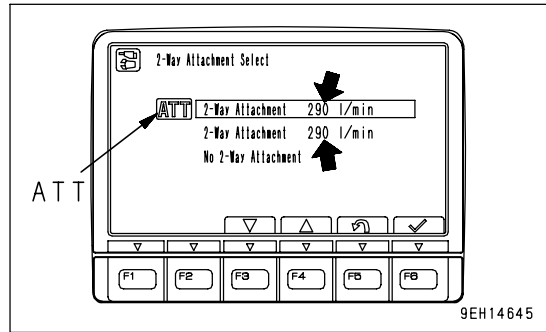 2-Way Attachment Select
ATT 2-Way Attachment 290 l/min
2-Way Attachment 290 l/min
No 2-Way Attachment
ATT
F1 F2 F3 F4 F5 F6
9EH14645